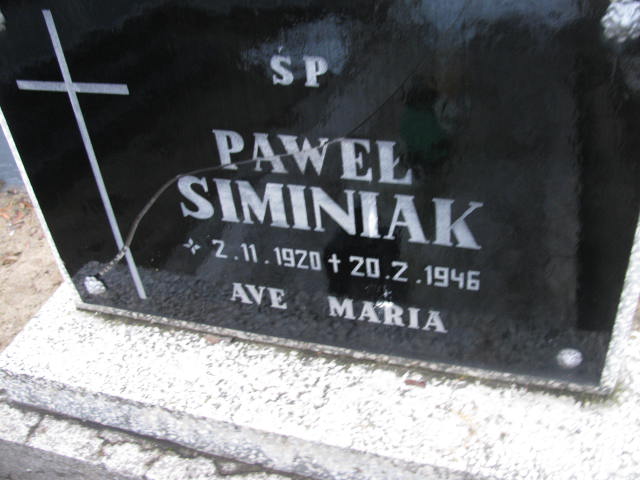 ŚP
PAWEŁ
SIMINIAK
* 2.11.1920 † 20.2.1946
AVE MARIA